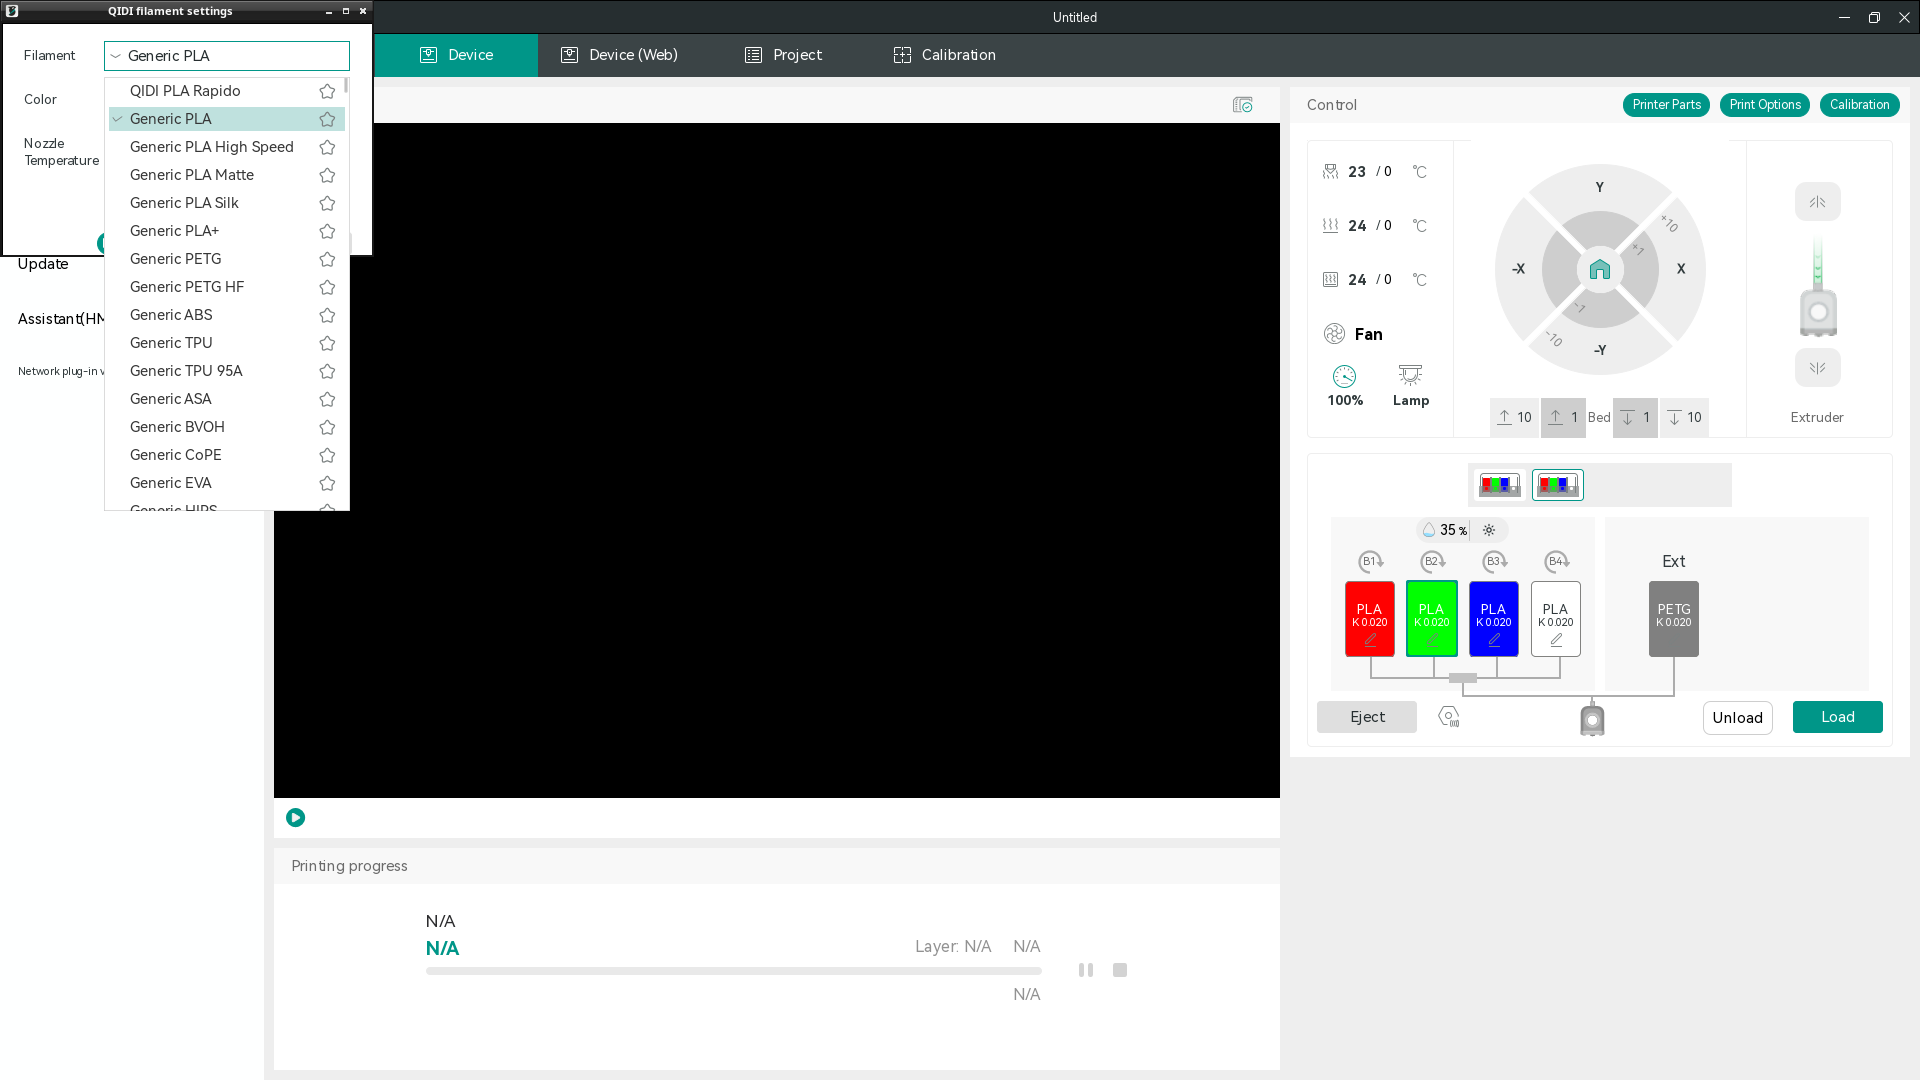 QIDI filament settings
Untitled
Filament
Generic PLA
Color
Nozzle
Temperature
QIDI PLA Rapido
Generic PLA
Generic PLA High Speed
Generic PLA Matte
Generic PLA Silk
Generic PLA+
Generic PETG
Generic PETG HF
Generic ABS
Generic TPU
Generic TPU 95A
Generic ASA
Generic BVOH
Generic CoPE
Generic EVA
Generic HIPS
Update
Assistant(HM
Network plug-in v
Device
Device (Web)
Project
Calibration
Control
Printer Parts
Print Options
Calibration
23 / 0 °C
24 / 0 °C
24 / 0 °C
Fan
100%
Lamp
Y
+10
+1
-X
X
-1
-10
-Y
10
1
Bed
1
10
Extruder
35 %
B1
B2
B3
B4
PLA
K 0.020
PLA
K 0.020
PLA
K 0.020
PLA
K 0.020
Ext
PETG
K 0.020
Eject
Unload
Load
Printing progress
N/A
N/A
Layer: N/A
N/A
N/A